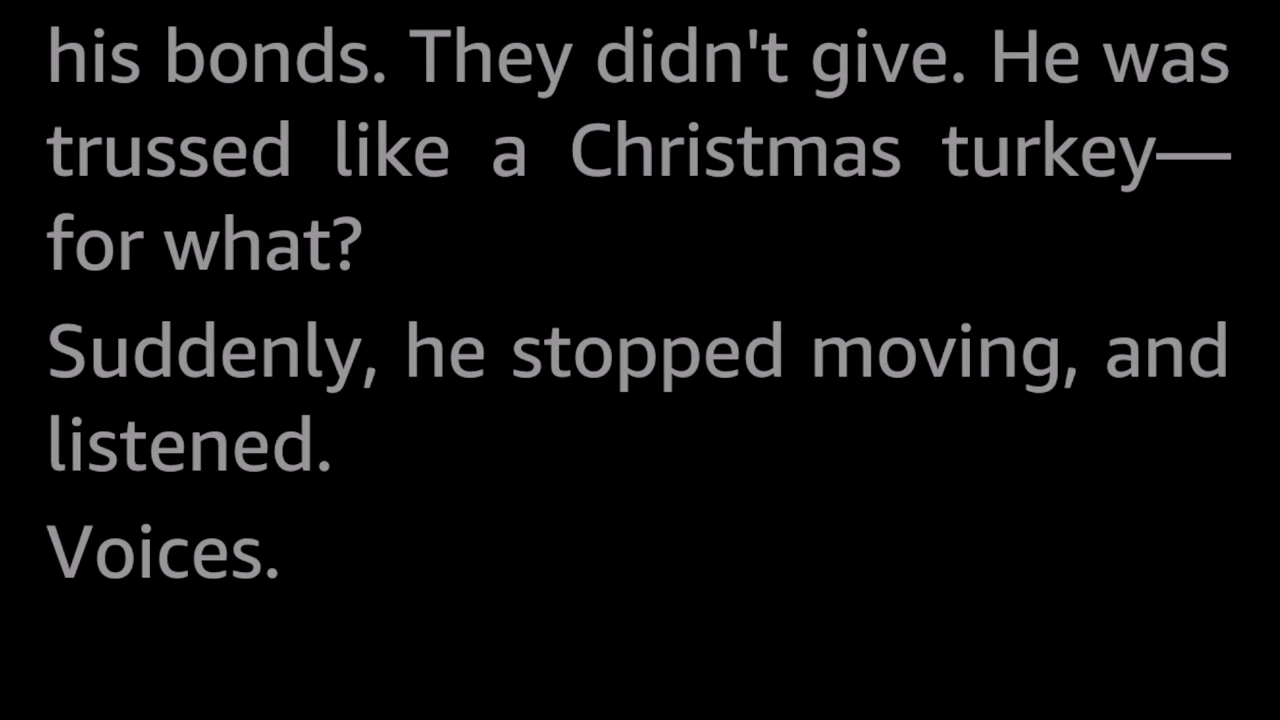 his bonds. They didn't give. He was
trussed like a Christmas turkey—
for what?
Suddenly, he stopped moving, and
listened.
Voices.